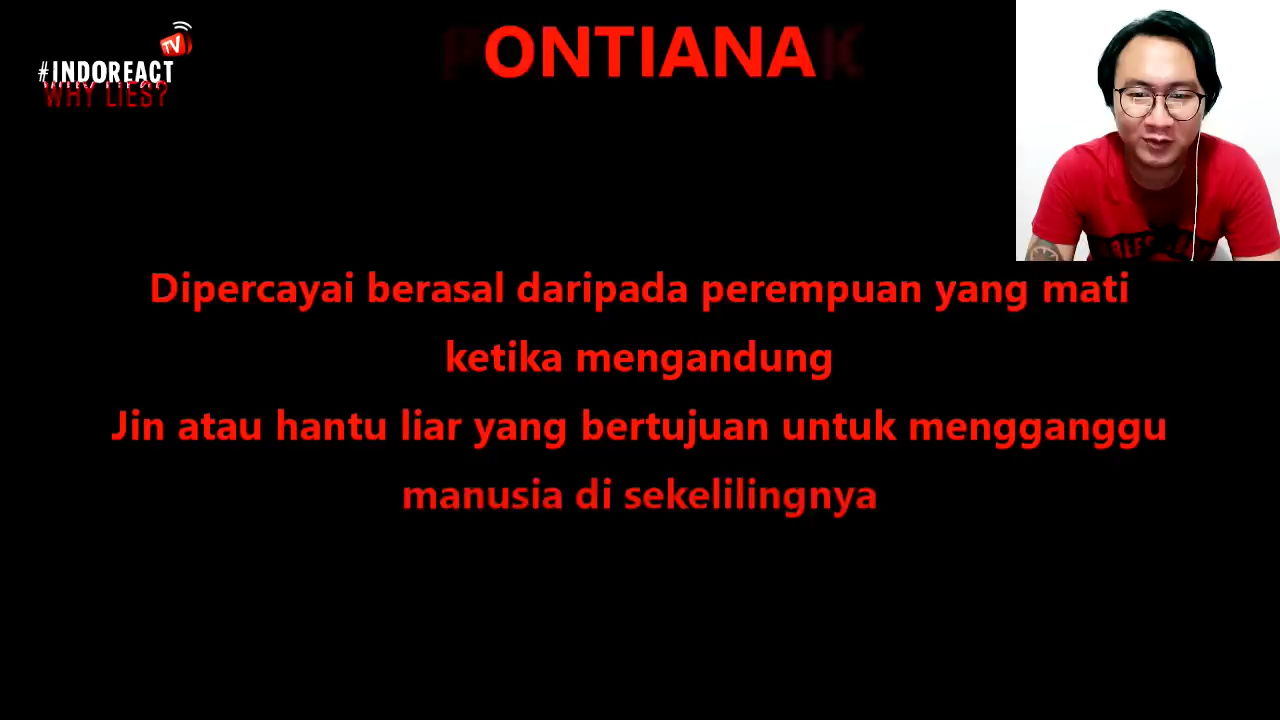 PONTIANAK
TV
#INDOREACT
WHY LIES?
Dipercayai berasal daripada perempuan yang mati
ketika mengandung
Jin atau hantu liar yang bertujuan untuk mengganggu
manusia di sekelilingnya